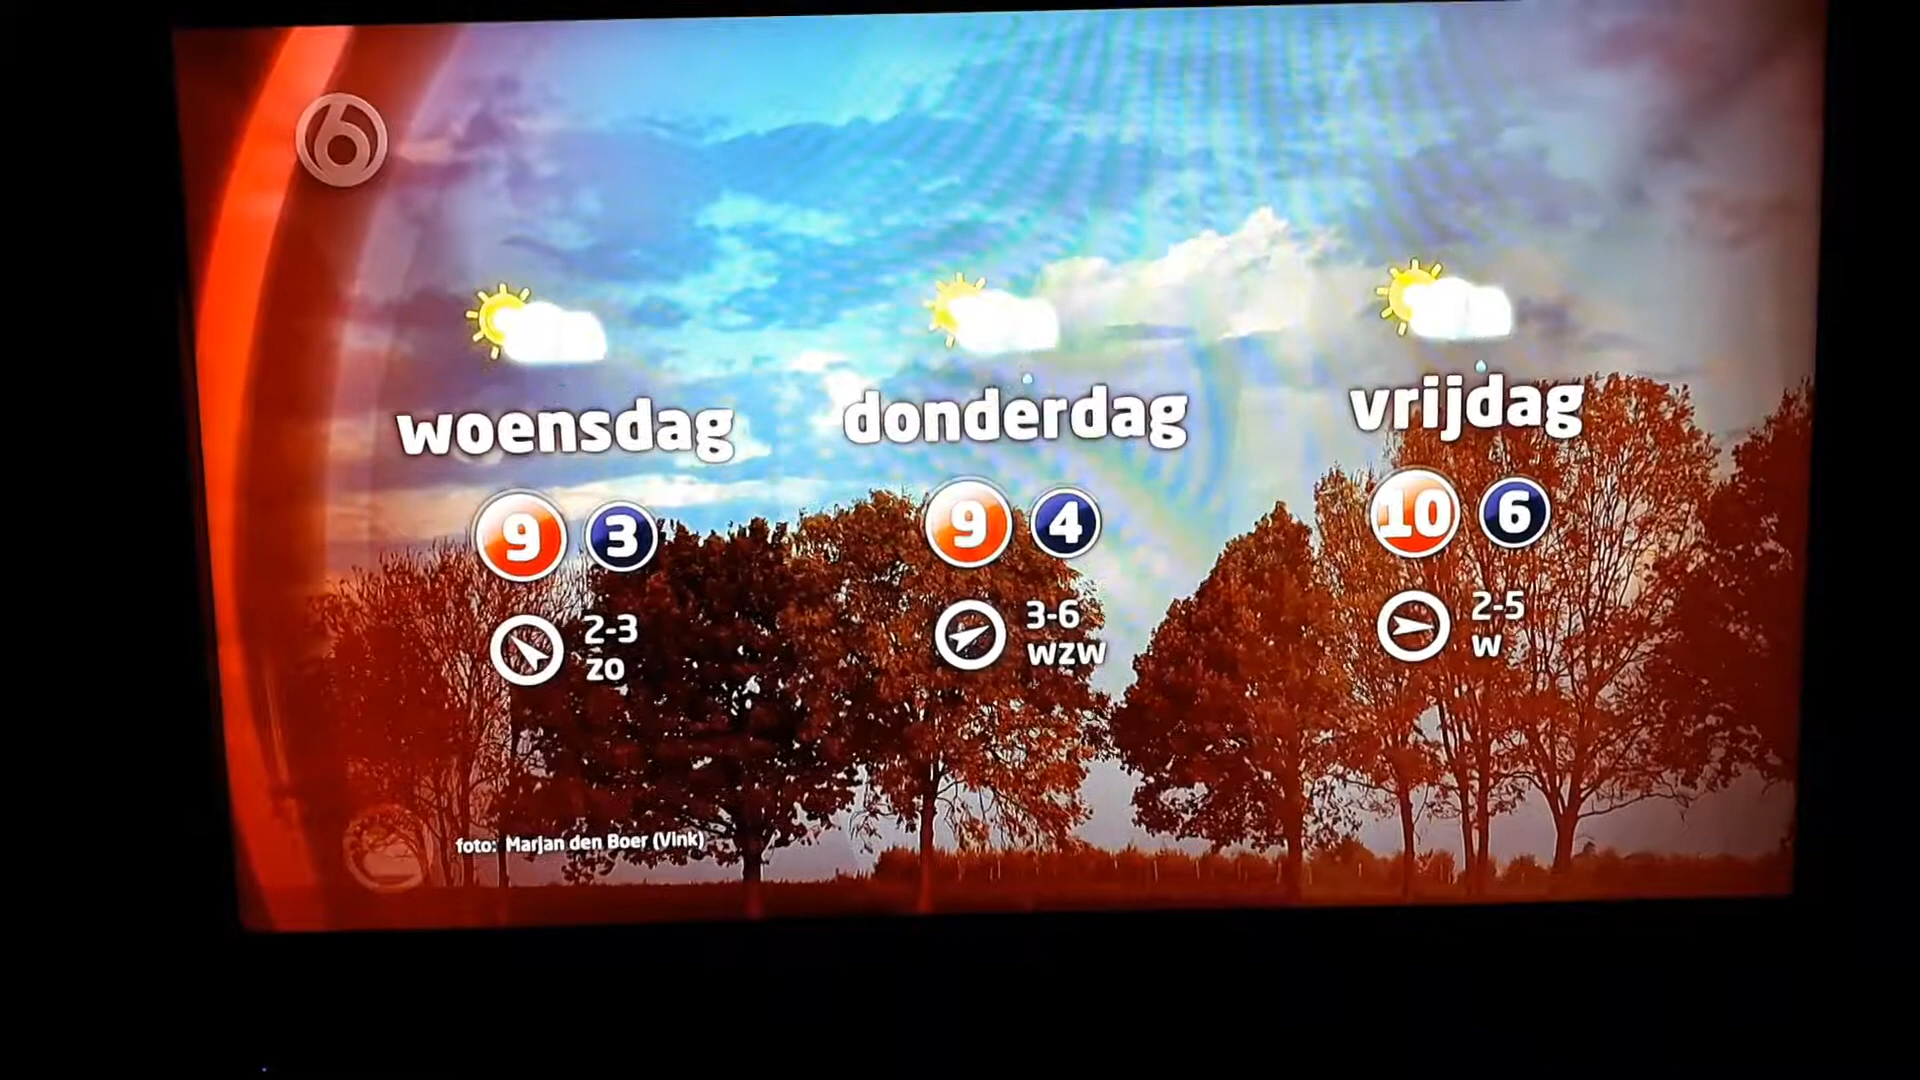 6
woensdag
9 3
2-3
zo
donderdag
9 4
3-6
wzw
vrijdag
10 6
2-5
w
foto: Marjan den Boer (Vink)